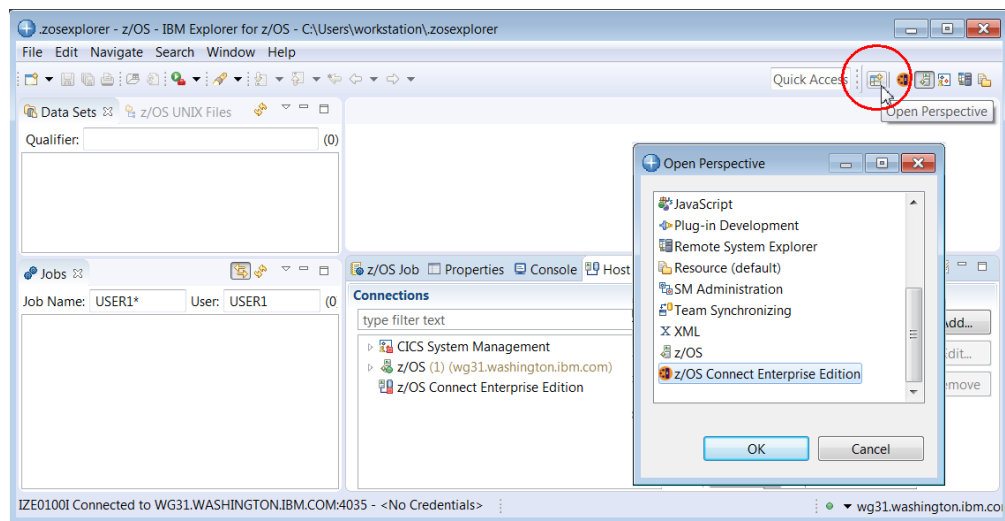 .zosexplorer - z/OS - IBM Explorer for z/OS - C:\Users\workstation\.zosexplorer
File Edit Navigate Search Window Help
Quick Access
Open Perspective
Data Sets z/OS UNIX Files
Qualifier: (0)
Open Perspective
JavaScript
Plug-in Development
Remote System Explorer
Resource (default)
SM Administration
Team Synchronizing
XML
z/OS
z/OS Connect Enterprise Edition
OK Cancel
Jobs
Job Name: USER1* User: USER1 (0
z/OS Job Properties Console Host
Connections
type filter text
CICS System Management
z/OS (1) (wg31.washington.ibm.com)
z/OS Connect Enterprise Edition
Add...
Edit...
emove
IZE0100I Connected to WG31.WASHINGTON.IBM.COM:4035 - <No Credentials>
wg31.washington.ibm.co